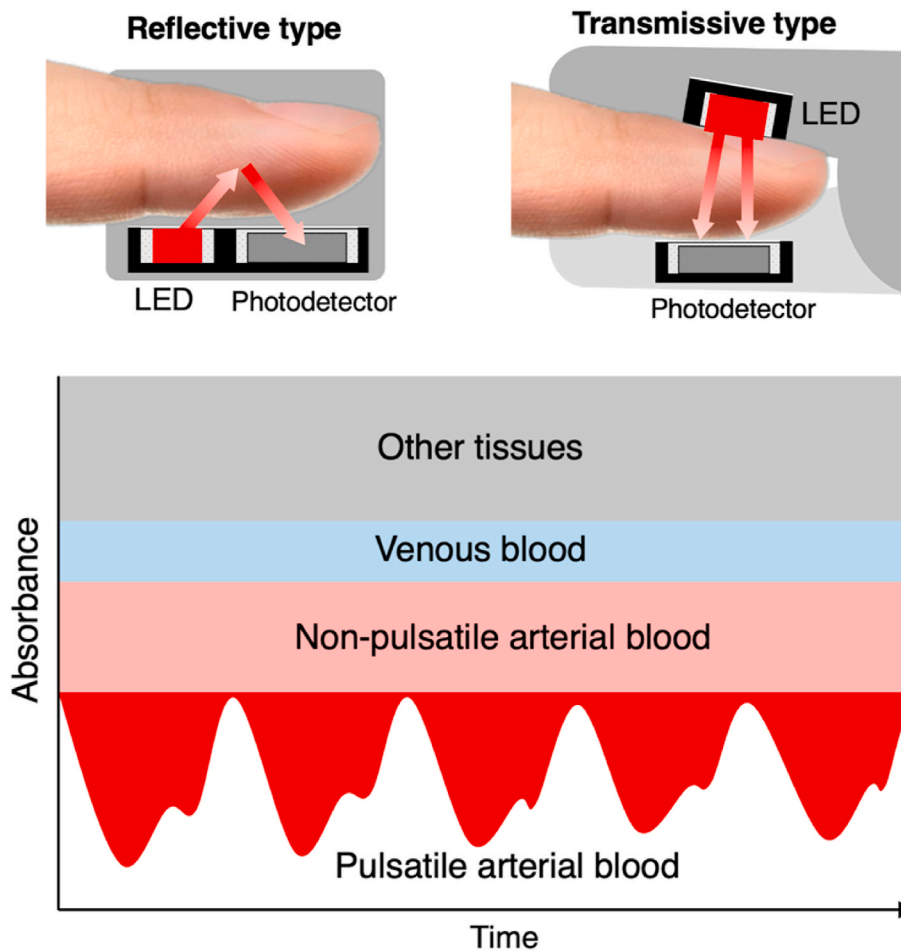 Reflective type
Transmissive type
LED
Photodetector
LED
Photodetector
Absorbance
Other tissues
Venous blood
Non-pulsatile arterial blood
Pulsatile arterial blood
Time